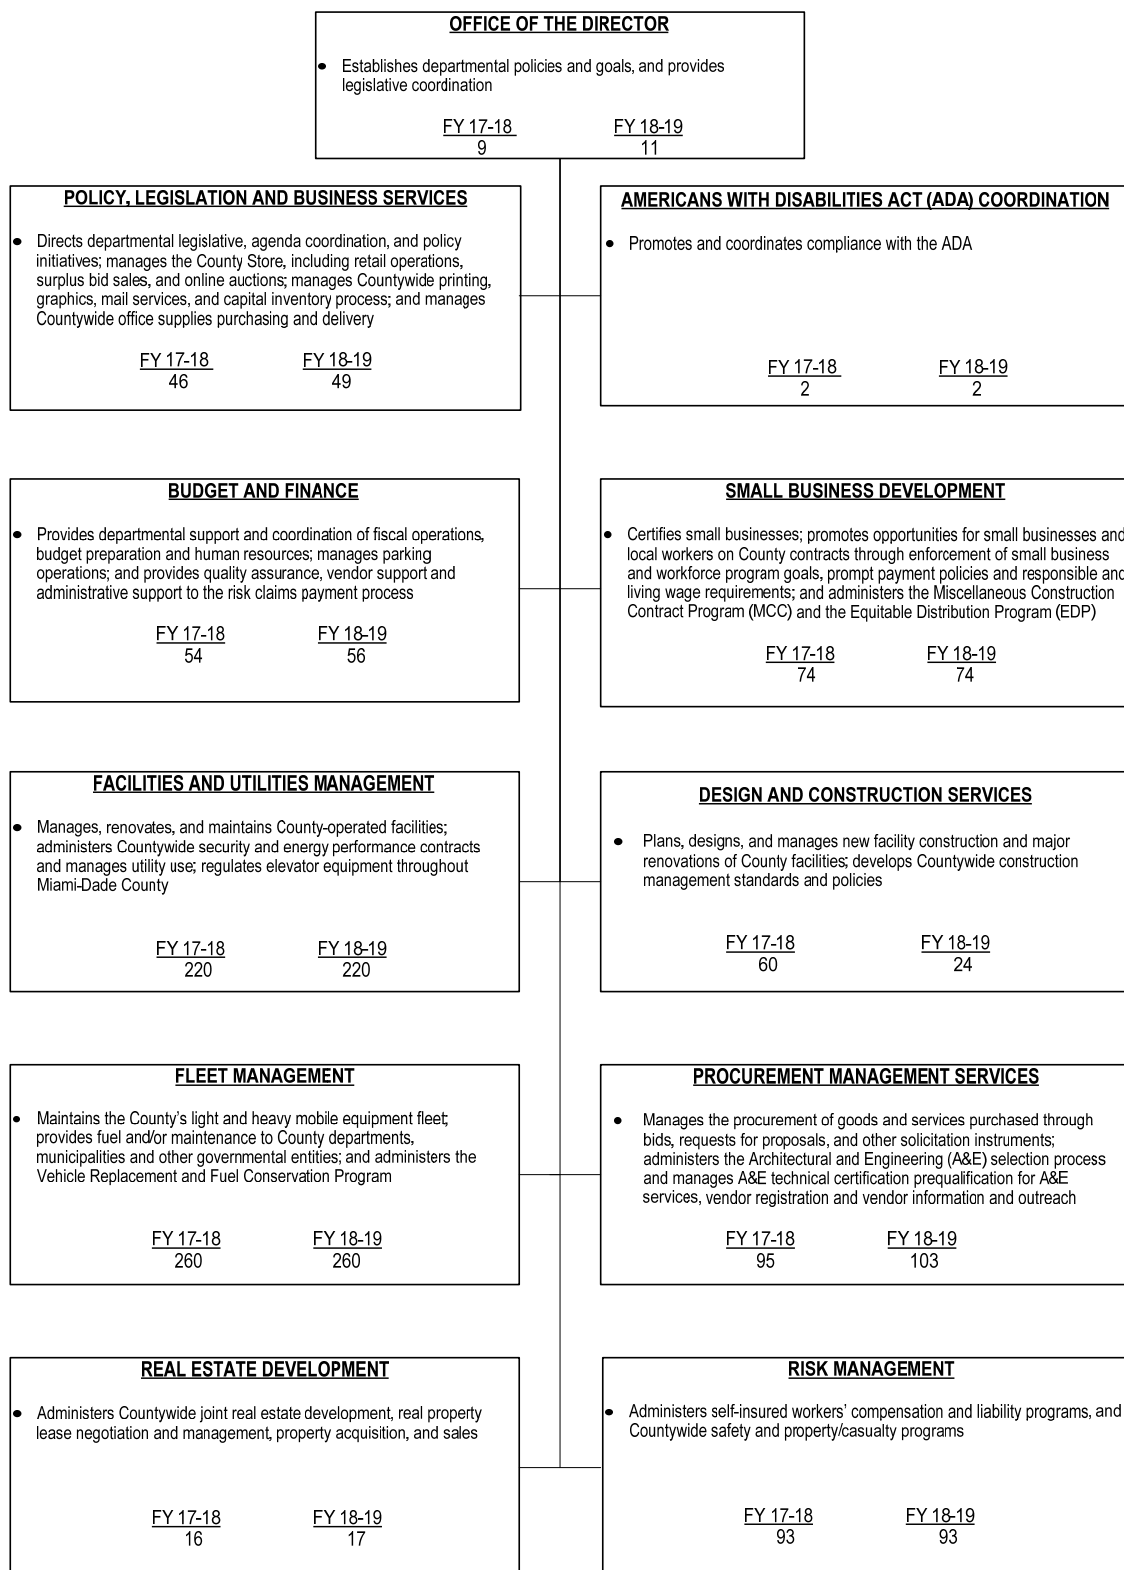 OFFICE OF THE DIRECTOR
• Establishes departmental policies and goals, and provides
legislative coordination
FY 17-18 FY 18-19
9 11
POLICY, LEGISLATION AND BUSINESS SERVICES
• Directs departmental legislative, agenda coordination, and policy
initiatives; manages the County Store, including retail operations,
surplus bid sales, and online auctions; manages Countywide printing,
graphics, mail services, and capital inventory process; and manages
Countywide office supplies purchasing and delivery
FY 17-18 FY 18-19
46 49
AMERICANS WITH DISABILITIES ACT (ADA) COORDINATION
• Promotes and coordinates compliance with the ADA
FY 17-18 FY 18-19
2 2
BUDGET AND FINANCE
• Provides departmental support and coordination of fiscal operations,
budget preparation and human resources; manages parking
operations; and provides quality assurance, vendor support and
administrative support to the risk claims payment process
FY 17-18 FY 18-19
54 56
SMALL BUSINESS DEVELOPMENT
• Certifies small businesses; promotes opportunities for small businesses and
local workers on County contracts through enforcement of small business
and workforce program goals, prompt payment policies and responsible and
living wage requirements; and administers the Miscellaneous Construction
Contract Program (MCC) and the Equitable Distribution Program (EDP)
FY 17-18 FY 18-19
74 74
FACILITIES AND UTILITIES MANAGEMENT
• Manages, renovates, and maintains County-operated facilities;
administers Countywide security and energy performance contracts
and manages utility use; regulates elevator equipment throughout
Miami-Dade County
FY 17-18 FY 18-19
220 220
DESIGN AND CONSTRUCTION SERVICES
• Plans, designs, and manages new facility construction and major
renovations of County facilities; develops Countywide construction
management standards and policies
FY 17-18 FY 18-19
60 24
FLEET MANAGEMENT
• Maintains the County's light and heavy mobile equipment fleet;
provides fuel and/or maintenance to County departments,
municipalities and other governmental entities; and administers the
Vehicle Replacement and Fuel Conservation Program
FY 17-18 FY 18-19
260 260
PROCUREMENT MANAGEMENT SERVICES
• Manages the procurement of goods and services purchased through
bids, requests for proposals, and other solicitation instruments;
administers the Architectural and Engineering (A&E) selection process
and manages A&E technical certification prequalification for A&E
services, vendor registration and vendor information and outreach
FY 17-18 FY 18-19
95 103
REAL ESTATE DEVELOPMENT
• Administers Countywide joint real estate development, real property
lease negotiation and management, property acquisition, and sales
FY 17-18 FY 18-19
16 17
RISK MANAGEMENT
• Administers self-insured workers' compensation and liability programs, and
Countywide safety and property/casualty programs
FY 17-18 FY 18-19
93 93